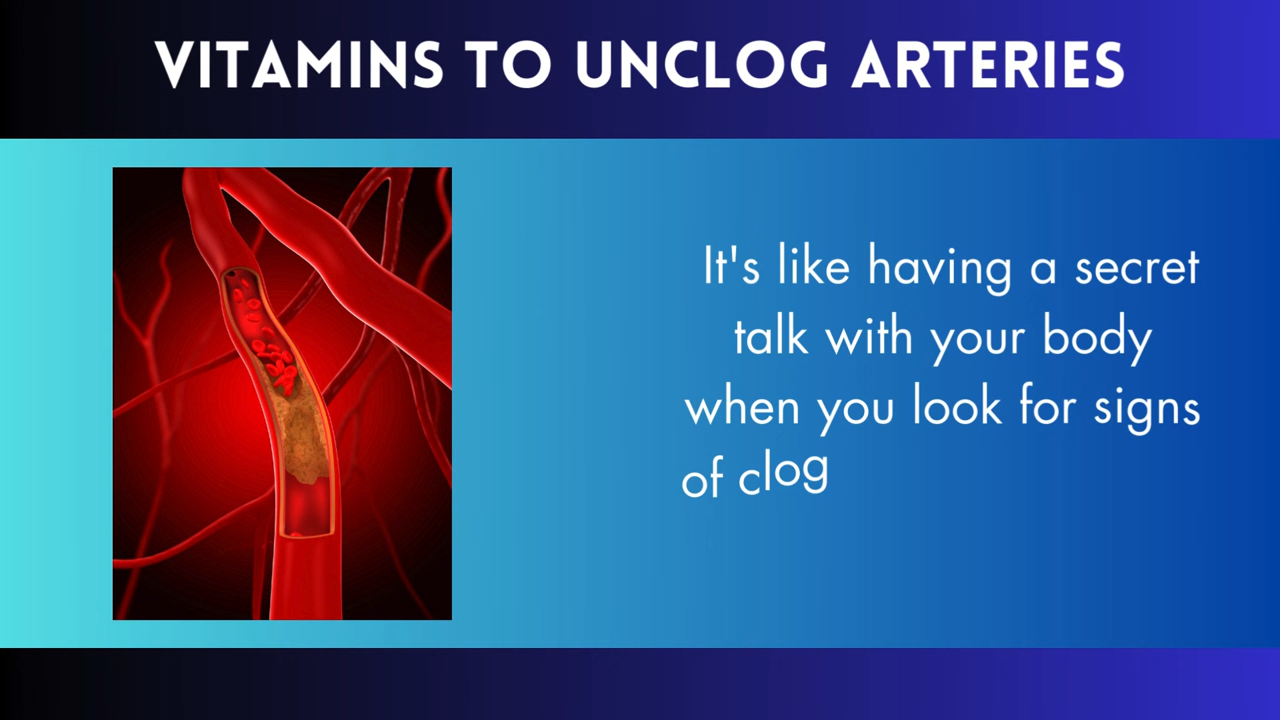 VITAMINS TO UNCLOG ARTERIES
It's like having a secret
talk with your body
when you look for signs
of clog